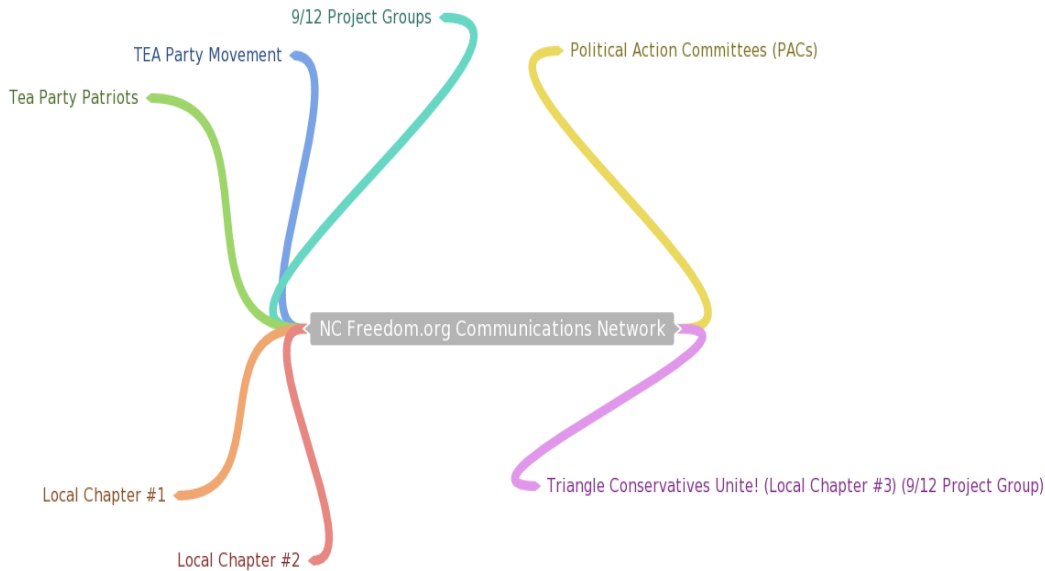 9/12 Project Groups
Political Action Committees (PACs)
TEA Party Movement
Tea Party Patriots
NC Freedom.org Communications Network
Local Chapter #1
Triangle Conservatives Unite! (Local Chapter #3) (9/12 Project Group)
Local Chapter #2